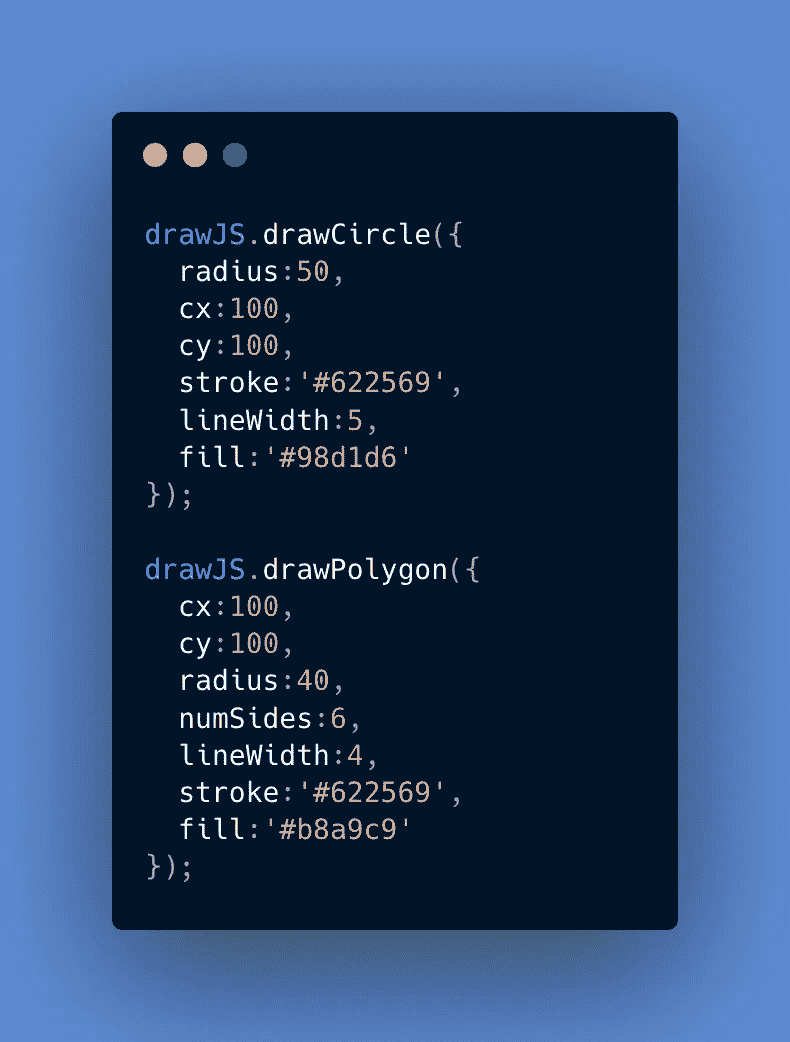 drawJS.drawCircle({
  radius:50,
  cx:100,
  cy:100,
  stroke:'#622569',
  lineWidth:5,
  fill:'#98d1d6'
});

drawJS.drawPolygon({
  cx:100,
  cy:100,
  radius:40,
  numSides:6,
  lineWidth:4,
  stroke:'#622569',
  fill:'#b8a9c9'
});